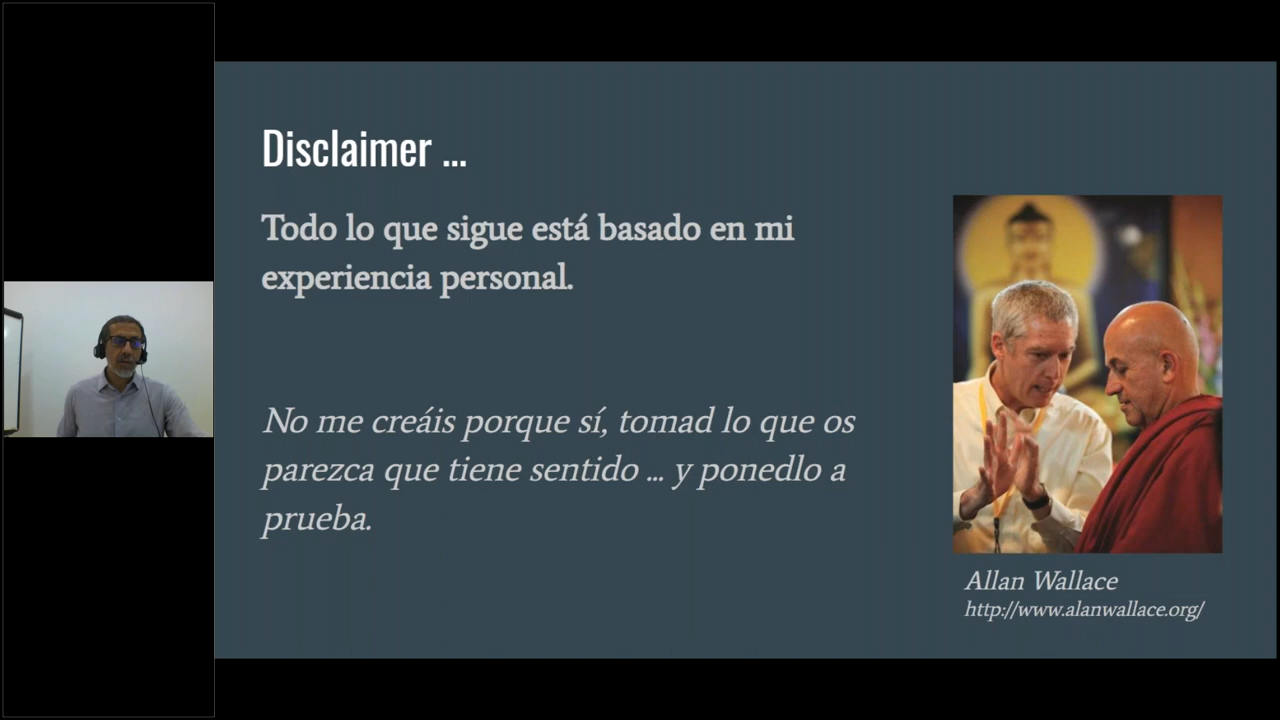 Disclaimer ...
Todo lo que sigue está basado en mi
experiencia personal.
No me creáis porque sí, tomad lo que os
parezca que tiene sentido ... y ponedlo a
prueba.
Allan Wallace
http://www.alanwallace.org/